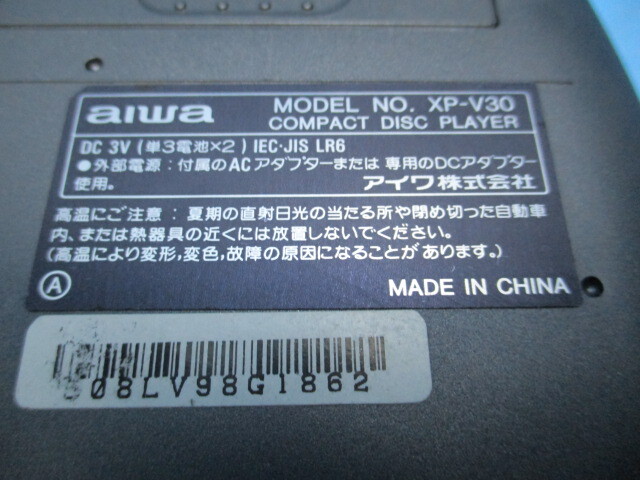 aiwa
MODEL NO. XP-V30
COMPACT DISC PLAYER
DC 3V (単3電池×2) IEC·JIS LR6
●外部電源：付属のACアダプターまたは 専用のDCアダプター
使用。
アイワ株式会社
高温にご注意：夏期の直射日光の当たる所や閉め切った自動車
内、または熱器具の近くには放置しないでください。
(高温により変形,変色,故障の原因になることがあります。)
A
MADE IN CHINA
08LV98G1862